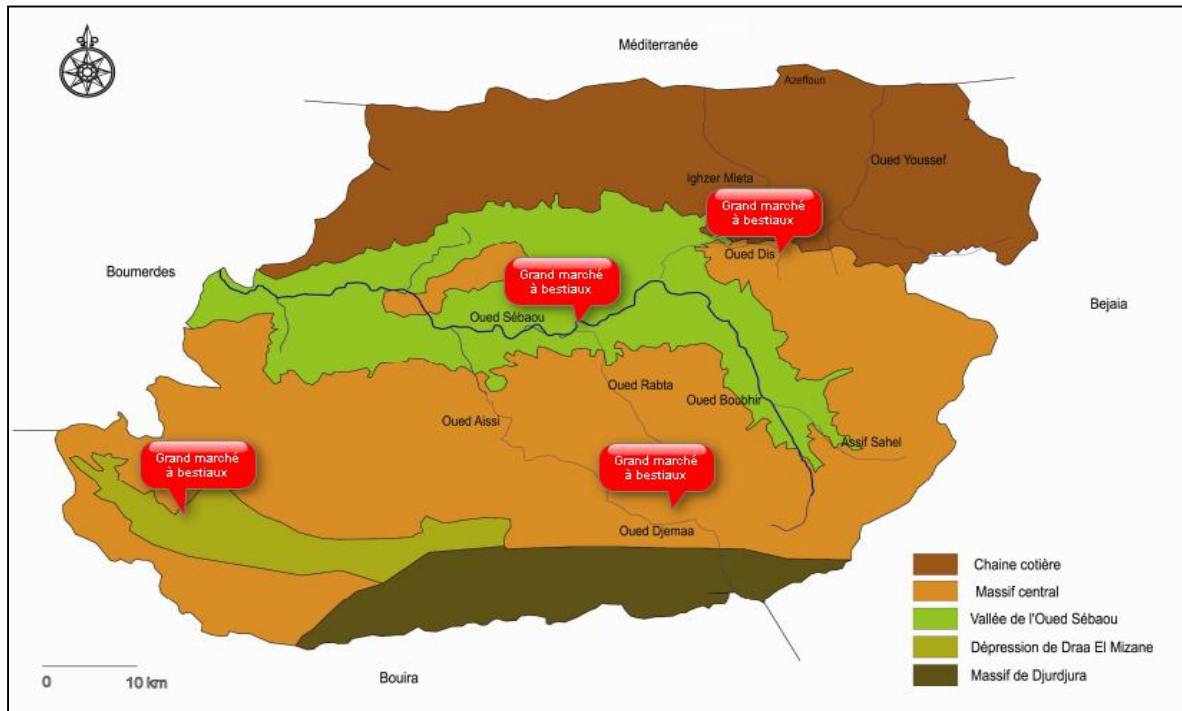 Méditerranée
Azeffoun
Oued Youssef
Ighzer Mleta
Grand marché
à bestiaux
Oued Dis
Boumerdes
Grand marché
à bestiaux
Bejaia
Oued Sébaou
Oued Rabta
Oued Boubhir
Oued Aissi
Assif Sahel
Grand marché
à bestiaux
Grand marché
à bestiaux
Oued Djemaa
Chaine cotière
Massif central
Vallée de l'Oued Sébaou
Dépression de Draa El Mizane
Massif de Djurdjura
0 10 km
Bouira